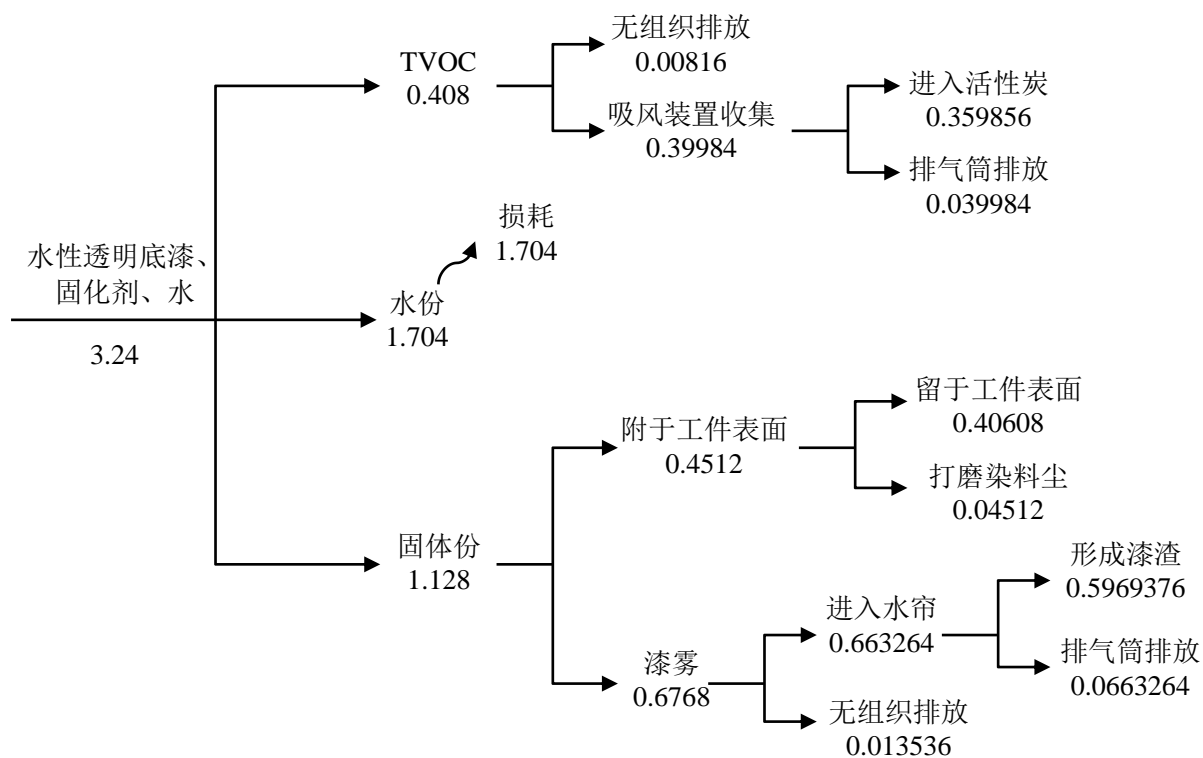 无组织排放
0.00816
TVOC
0.408
进入活性炭
0.359856
吸风装置收集
0.39984
排气筒排放
0.039984
损耗
1.704
水性透明底漆、
固化剂、水
3.24
水份
1.704
留于工件表面
0.40608
附于工件表面
0.4512
打磨染料尘
0.04512
固体份
1.128
形成漆渣
0.5969376
进入水帘
0.663264
排气筒排放
0.0663264
漆雾
0.6768
无组织排放
0.013536